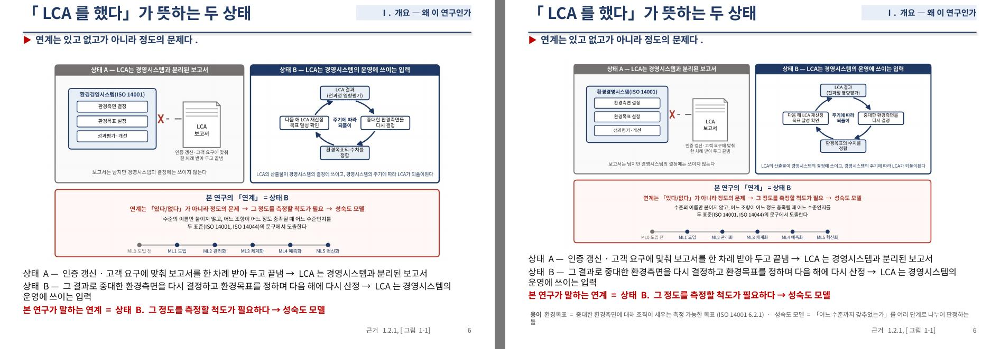 「 LCA 를 했다」가 뜻하는 두 상태
Ⅰ. 개요 — 왜 이 연구인가
▶ 연계는 있고 없고가 아니라 정도의 문제다 .
상태 A — LCA는 경영시스템과 분리된 보고서
환경경영시스템(ISO 14001)
환경측면 결정
환경목표 설정
성과평가·개선
X
LCA
보고서
인증 갱신·고객 요구에 맞춰
한 차례 받아 두고 끝냄
보고서는 남지만 경영시스템의 결정에는 쓰이지 않는다
상태 B — LCA는 경영시스템의 운영에 쓰이는 입력
LCA 결과
(전과정 영향평가)
다음 해 LCA 재산정
목표 달성 확인
주기에 따라
되풀이
중대한 환경측면을
다시 결정
환경목표의 수치를
정함
LCA의 산출물이 경영시스템의 결정에 쓰이고, 경영시스템의 주기에 따라 LCA가 되풀이된다
본 연구의 「연계」 = 상태 B
연계는 「있다/없다」가 아니라 정도의 문제 → 그 정도를 측정할 척도가 필요 → 성숙도 모델
수준의 이름만 붙이지 않고, 어느 조항이 어느 정도 충족될 때 어느 수준인지를
두 표준(ISO 14001, ISO 14044)의 문구에서 도출한다
ML0 도입 전 ML1 도입 ML2 관리화 ML3 체계화 ML4 예측화 ML5 혁신화
상태 A — 인증 갱신 · 고객 요구에 맞춰 보고서를 한 차례 받아 두고 끝냄 → LCA 는 경영시스템과 분리된 보고서
상태 B — 그 결과로 중대한 환경측면을 다시 결정하고 환경목표를 정하며 다음 해에 다시 산정 → LCA 는 경영시스템의
운영에 쓰이는 입력
본 연구가 말하는 연계 = 상태 B. 그 정도를 측정할 척도가 필요하다 → 성숙도 모델
근거 1.2.1, [ 그림 1-1]
6
「 LCA 를 했다」가 뜻하는 두 상태
Ⅰ. 개요 — 왜 이 연구인가
▶ 연계는 있고 없고가 아니라 정도의 문제다 .
상태 A — LCA는 경영시스템과 분리된 보고서
환경경영시스템(ISO 14001)
환경측면 결정
환경목표 설정
성과평가·개선
X
LCA
보고서
인증 갱신·고객 요구에 맞춰
한 차례 받아 두고 끝냄
보고서는 남지만 경영시스템의 결정에는 쓰이지 않는다
상태 B — LCA는 경영시스템의 운영에 쓰이는 입력
LCA 결과
(전과정 영향평가)
다음 해 LCA 재산정
목표 달성 확인
주기에 따라
되풀이
중대한 환경측면을
다시 결정
환경목표의 수치를
정함
LCA의 산출물이 경영시스템의 결정에 쓰이고, 경영시스템의 주기에 따라 LCA가 되풀이된다
본 연구의 「연계」 = 상태 B
연계는 「있다/없다」가 아니라 정도의 문제 → 그 정도를 측정할 척도가 필요 → 성숙도 모델
수준의 이름만 붙이지 않고, 어느 조항이 어느 정도 충족될 때 어느 수준인지를
두 표준(ISO 14001, ISO 14044)의 문구에서 도출한다
ML0 도입 전 ML1 도입 ML2 관리화 ML3 체계화 ML4 예측화 ML5 혁신화
상태 A — 인증 갱신 · 고객 요구에 맞춰 보고서를 한 차례 받아 두고 끝냄 → LCA 는 경영시스템과 분리된 보고서
상태 B — 그 결과로 중대한 환경측면을 다시 결정하고 환경목표를 정하며 다음 해에 다시 산정 → LCA 는 경영시스템의
운영에 쓰이는 입력
본 연구가 말하는 연계 = 상태 B. 그 정도를 측정할 척도가 필요하다 → 성숙도 모델
용어 환경목표 = 중대한 환경측면에 대해 조직이 세우는 측정 가능한 목표 (ISO 14001 6.2.1) · 성숙도 모델 = 「어느 수준까지 갖추었는가」를 여러 단계로 나누어 판정하는
틀
근거 1.2.1, [ 그림 1-1]
6